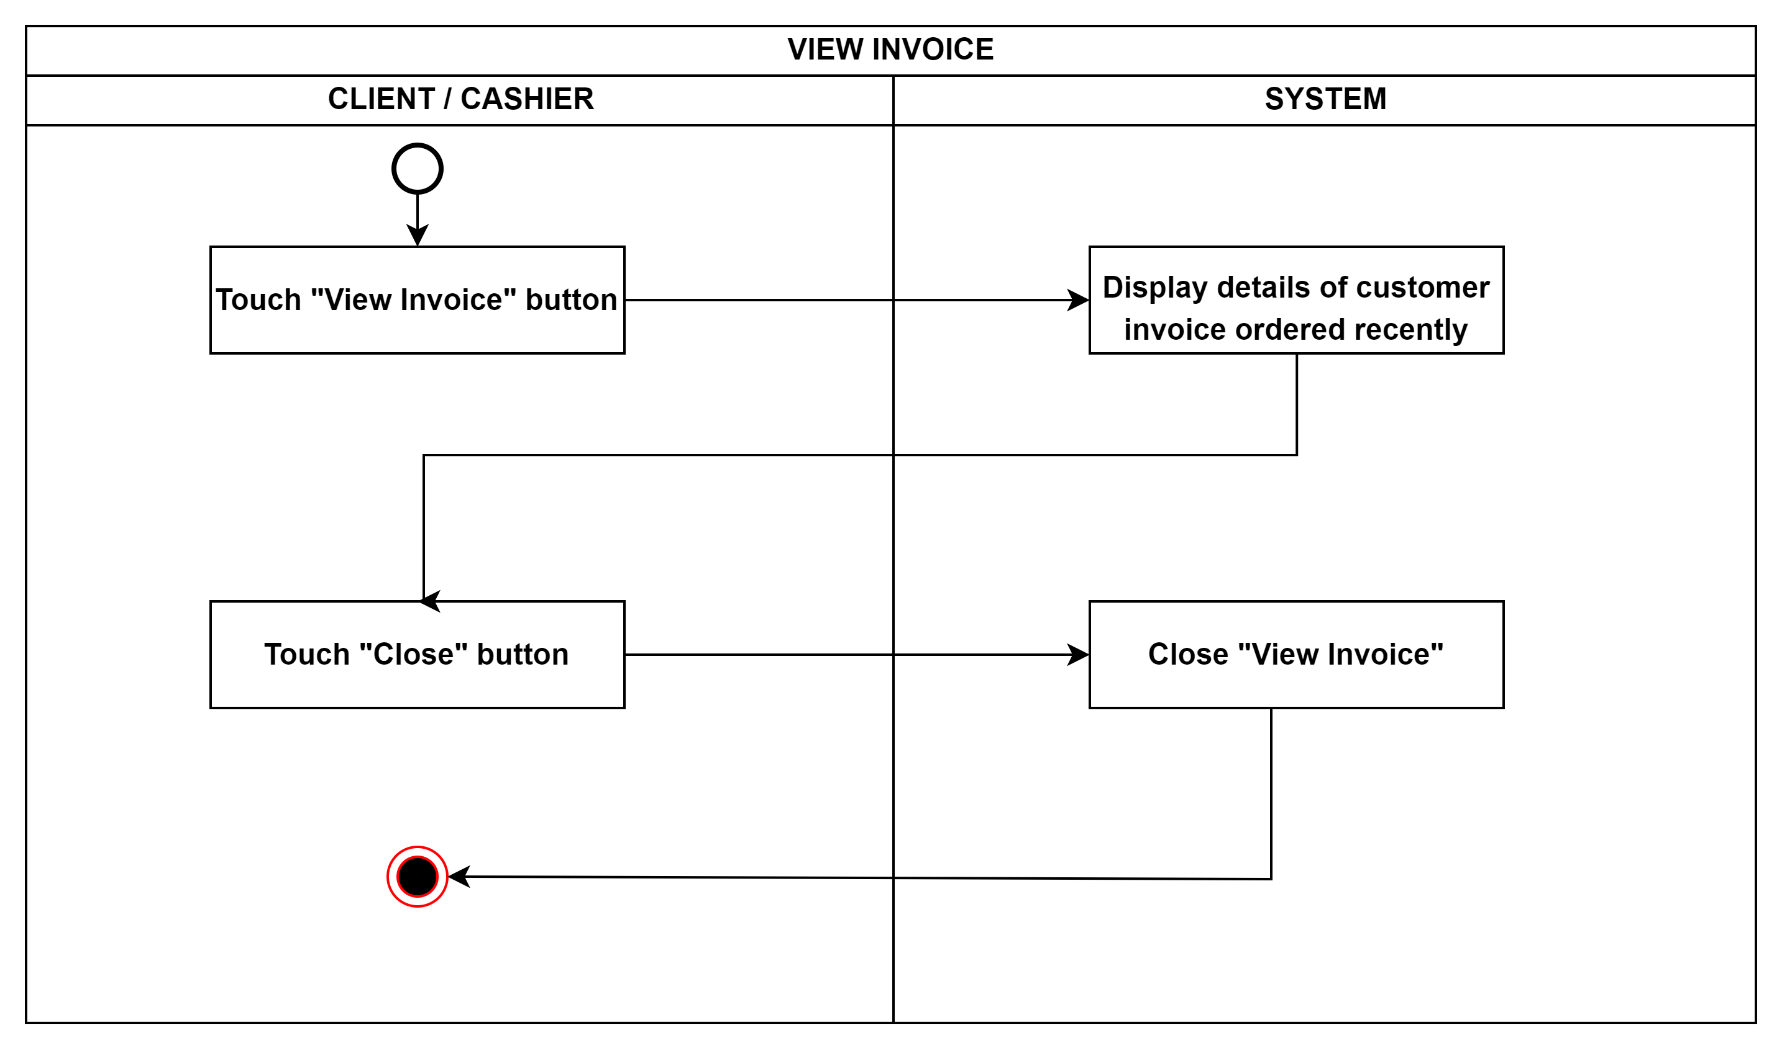 VIEW INVOICE
CLIENT / CASHIER
SYSTEM
Touch "View Invoice" button
Display details of customer
invoice ordered recently
Touch "Close" button
Close "View Invoice"